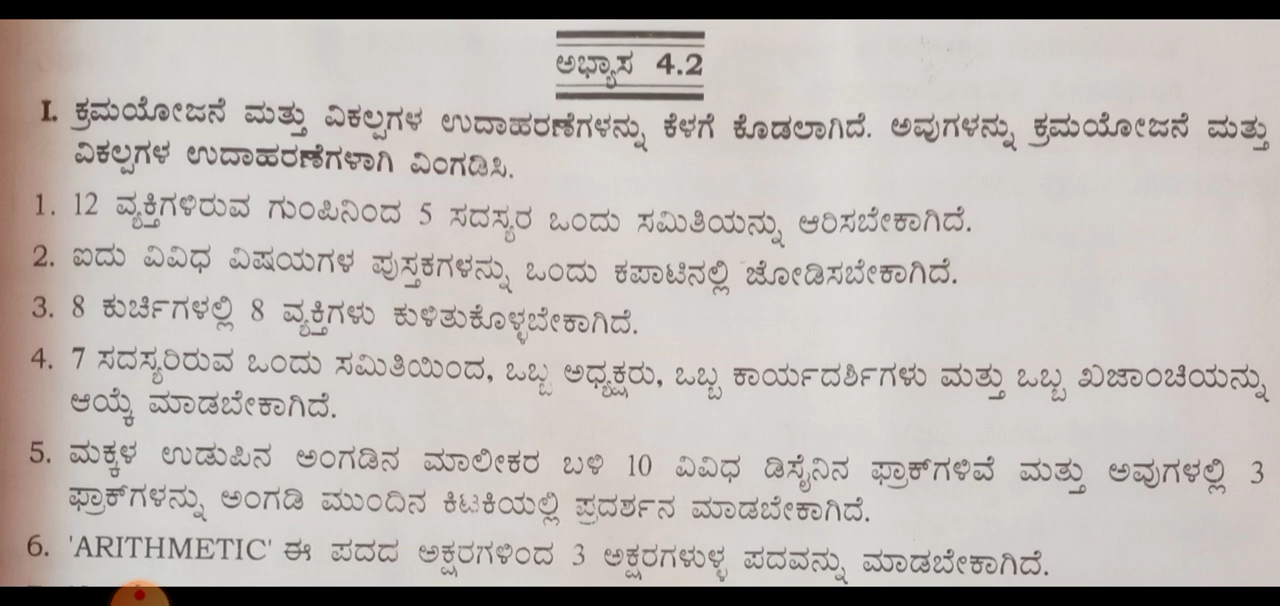 ಅಭ್ಯಾಸ 4.2
I. ಕ್ರಮಯೋಜನೆ ಮತ್ತು ವಿಕಲ್ಪಗಳ ಉದಾಹರಣೆಗಳನ್ನು ಕೆಳಗೆ ಕೊಡಲಾಗಿದೆ. ಅವುಗಳನ್ನು ಕ್ರಮಯೋಜನೆ ಮತ್ತು
ವಿಕಲ್ಪಗಳ ಉದಾಹರಣೆಗಳಾಗಿ ವಿಂಗಡಿಸಿ.
1. 12 ವ್ಯಕ್ತಿಗಳಿರುವ ಗುಂಪಿನಿಂದ 5 ಸದಸ್ಯರ ಒಂದು ಸಮಿತಿಯನ್ನು ಆರಿಸಬೇಕಾಗಿದೆ.
2. ಐದು ವಿವಿಧ ವಿಷಯಗಳ ಪುಸ್ತಕಗಳನ್ನು ಒಂದು ಕಪಾಟಿನಲ್ಲಿ ಜೋಡಿಸಬೇಕಾಗಿದೆ.
3. 8 ಕುರ್ಚಿಗಳಲ್ಲಿ 8 ವ್ಯಕ್ತಿಗಳು ಕುಳಿತುಕೊಳ್ಳಬೇಕಾಗಿದೆ.
4. 7 ಸದಸ್ಯರಿರುವ ಒಂದು ಸಮಿತಿಯಿಂದ, ಒಬ್ಬ ಅಧ್ಯಕ್ಷರು, ಒಬ್ಬ ಕಾರ್ಯದರ್ಶಿಗಳು ಮತ್ತು ಒಬ್ಬ ಖಜಾಂಚಿಯನ್ನು
ಆಯ್ಕೆ ಮಾಡಬೇಕಾಗಿದೆ.
5. ಮಕ್ಕಳ ಉಡುಪಿನ ಅಂಗಡಿನ ಮಾಲೀಕರ ಬಳಿ 10 ವಿವಿಧ ಡಿಸೈನಿನ ಫ್ರಾಕ್‌ಗಳಿವೆ ಮತ್ತು ಅವುಗಳಲ್ಲಿ 3
ಫ್ರಾಕ್‌ಗಳನ್ನು ಅಂಗಡಿ ಮುಂದಿನ ಕಿಟಕಿಯಲ್ಲಿ ಪ್ರದರ್ಶನ ಮಾಡಬೇಕಾಗಿದೆ.
6. 'ARITHMETIC' ಈ ಪದದ ಅಕ್ಷರಗಳಿಂದ 3 ಅಕ್ಷರಗಳುಳ್ಳ ಪದವನ್ನು ಮಾಡಬೇಕಾಗಿದೆ.